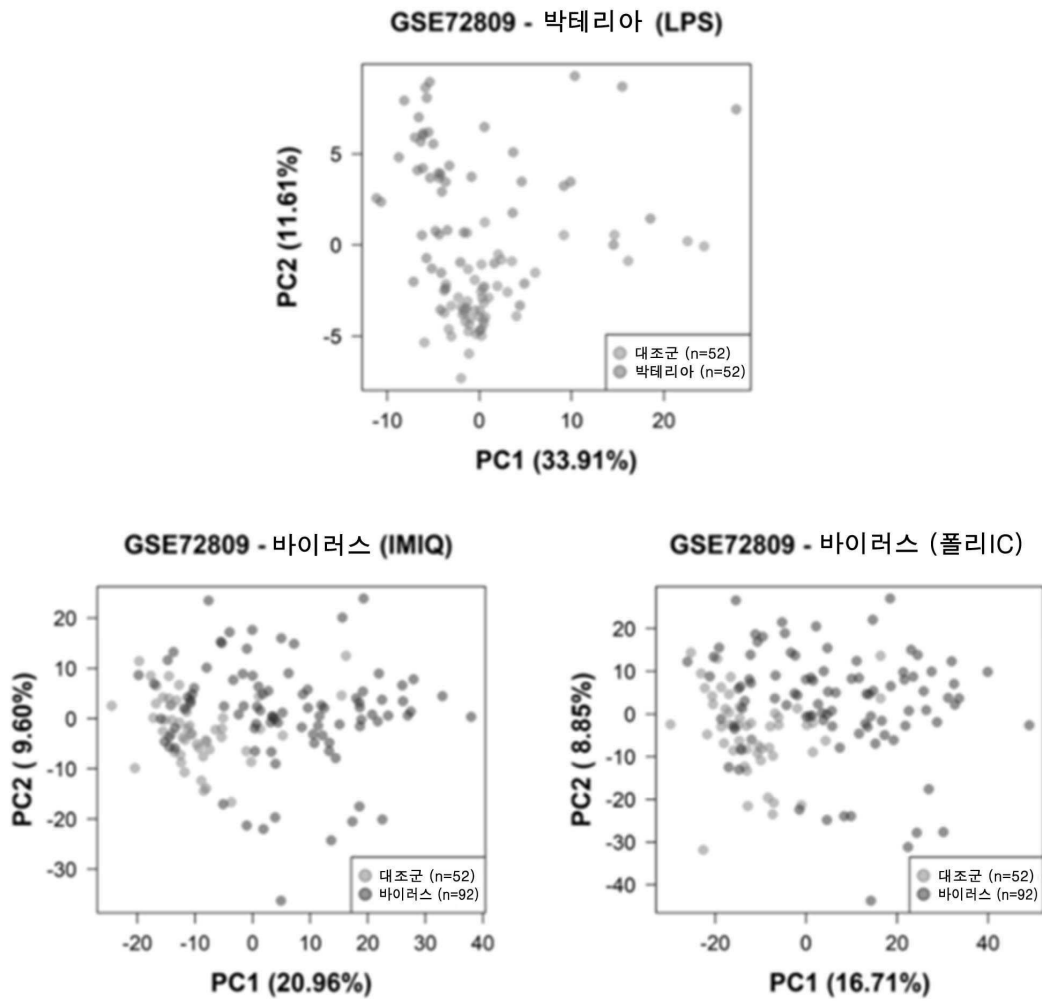 GSE72809 - 박테리아 (LPS)
PC2 (11.61%)
5
0
-5
대조군 (n=52)
박테리아 (n=52)
-10 0 10 20
PC1 (33.91%)
GSE72809 - 바이러스 (IMIQ)
PC2 ( 9.60%)
20
10
0
-10
-20
-30
대조군 (n=52)
바이러스 (n=92)
-20 -10 0 10 20 30 40
PC1 (20.96%)
GSE72809 - 바이러스 (폴리IC)
PC2 ( 8.85%)
20
10
0
-10
-20
-30
-40
대조군 (n=52)
바이러스 (n=92)
-20 0 20 40
PC1 (16.71%)